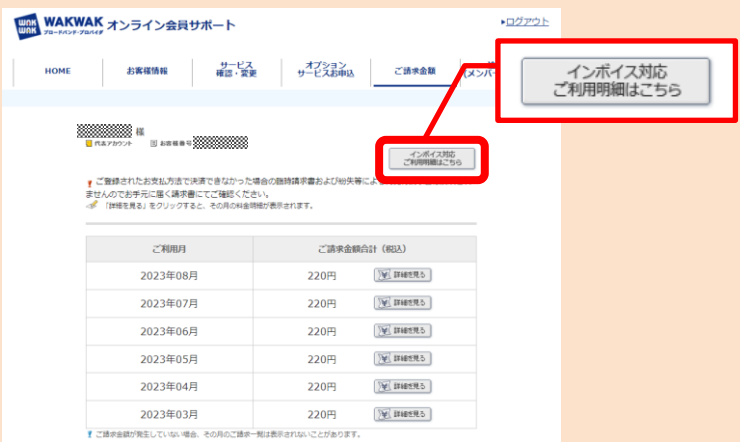 WAKWAK オンライン会員サポート
ブロードバンド・プロバイダ
ログアウト
HOME
お客様情報
サービス
確認・変更
オプション
サービスお申込
ご請求金額
インボイス対応
ご利用明細はこちら
様
代表アカウント
お客様番号
インボイス対応
ご利用明細はこちら
ご登録されたお支払方法で決済できなかった場合の臨時請求書および紛失等によ
ませんのでお手元に届く請求書にてご確認ください。
「詳細を見る」をクリックすると、その月の料金明細が表示されます。
ご利用月 ご請求金額合計（税込）
2023年08月 220円 詳細を見る
2023年07月 220円 詳細を見る
2023年06月 220円 詳細を見る
2023年05月 220円 詳細を見る
2023年04月 220円 詳細を見る
2023年03月 220円 詳細を見る
ご請求金額が発生していない場合、その月のご請求一覧は表示されないことがあります。